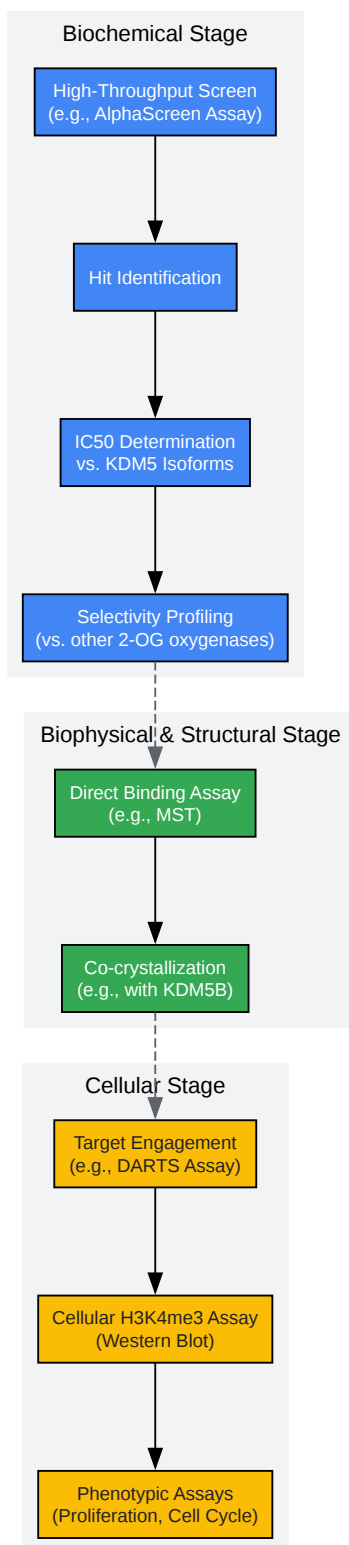 Biochemical Stage
High-Throughput Screen
(e.g., AlphaScreen Assay)
Hit Identification
IC50 Determination
vs. KDM5 Isoforms
Selectivity Profiling
(vs. other 2-OG oxygenases)
Biophysical & Structural Stage
Direct Binding Assay
(e.g., MST)
Co-crystallization
(e.g., with KDM5B)
Cellular Stage
Target Engagement
(e.g., DARTS Assay)
Cellular H3K4me3 Assay
(Western Blot)
Phenotypic Assays
(Proliferation, Cell Cycle)